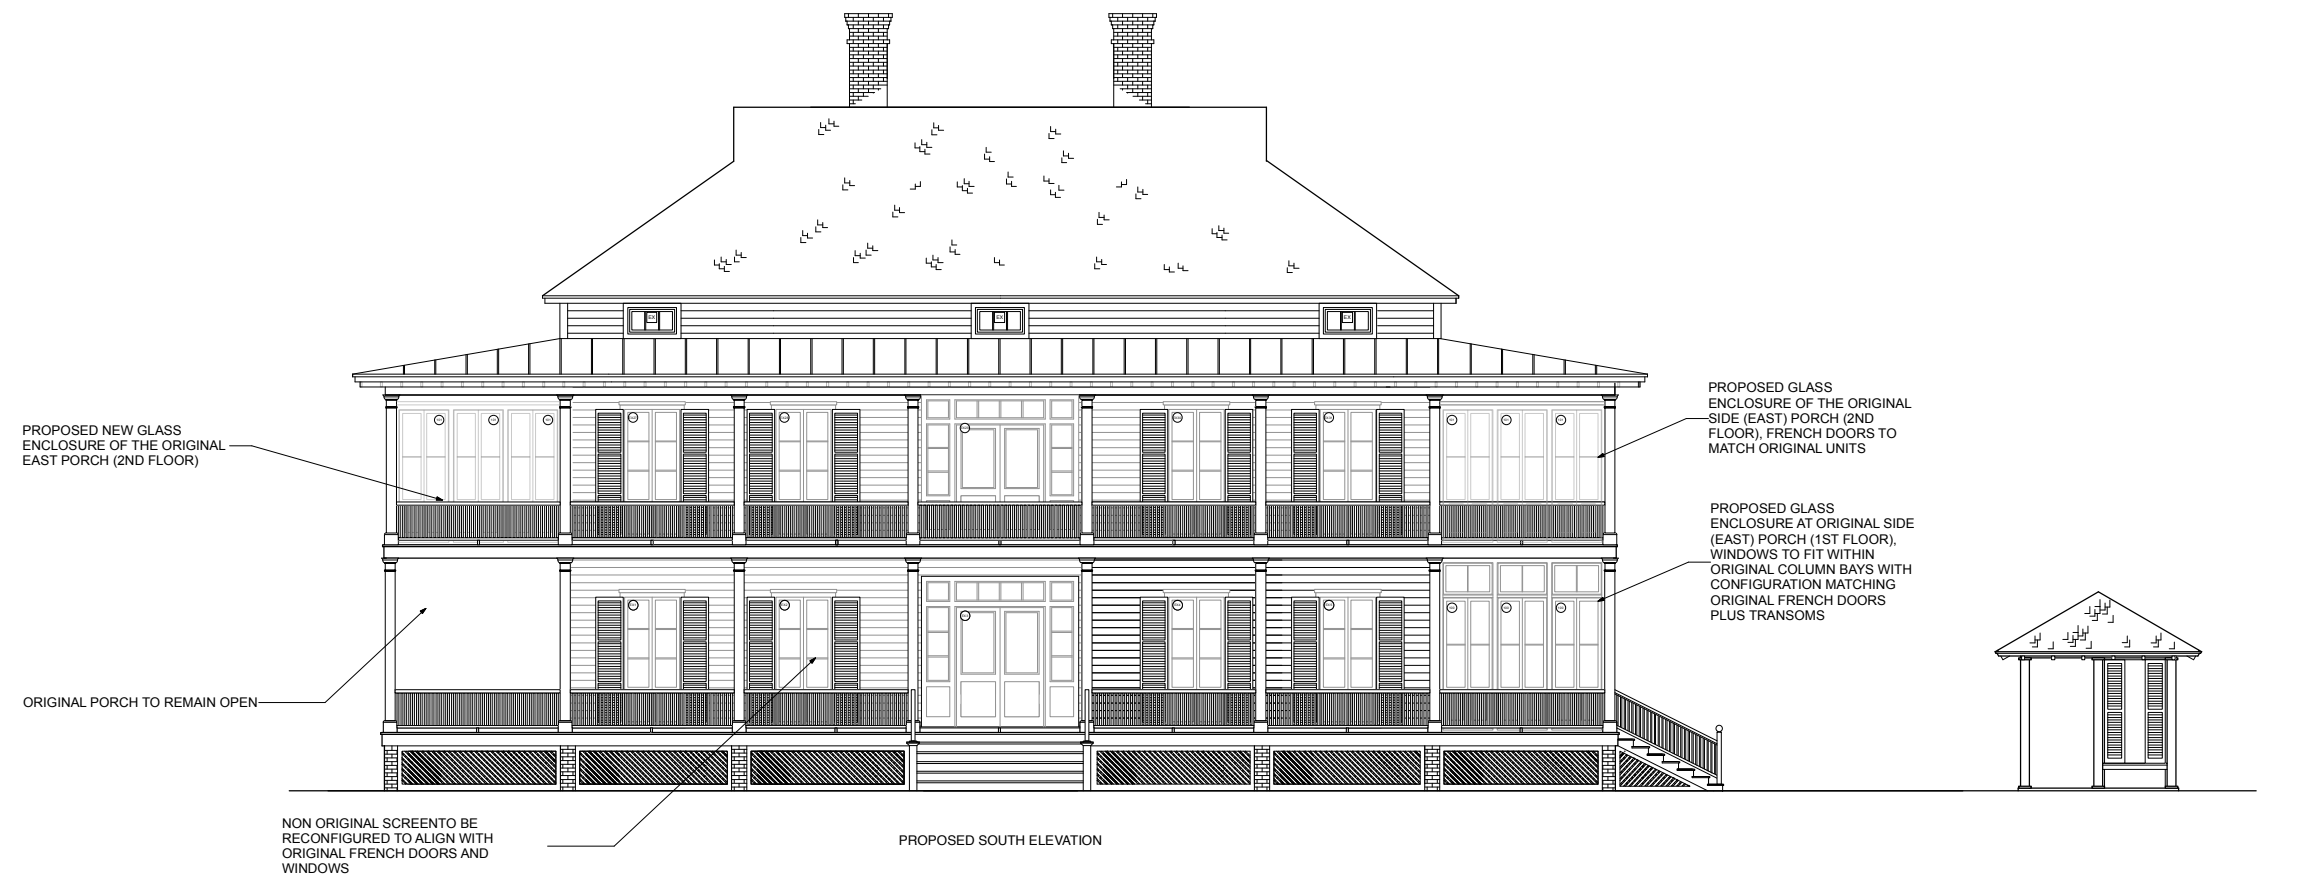 PROPOSED GLASS
ENCLOSURE OF THE ORIGINAL
SIDE (EAST) PORCH (2ND
FLOOR), FRENCH DOORS TO
MATCH ORIGINAL UNITS
PROPOSED NEW GLASS
ENCLOSURE OF THE ORIGINAL
EAST PORCH (2ND FLOOR)
PROPOSED GLASS
ENCLOSURE AT ORIGINAL SIDE
(EAST) PORCH (1ST FLOOR),
WINDOWS TO FIT WITHIN
ORIGINAL COLUMN BAYS WITH
CONFIGURATION MATCHING
ORIGINAL FRENCH DOORS
PLUS TRANSOMS
ORIGINAL PORCH TO REMAIN OPEN
NON ORIGINAL SCREENTO BE
RECONFIGURED TO ALIGN WITH
ORIGINAL FRENCH DOORS AND
WINDOWS
PROPOSED SOUTH ELEVATION
EX
EX
EX